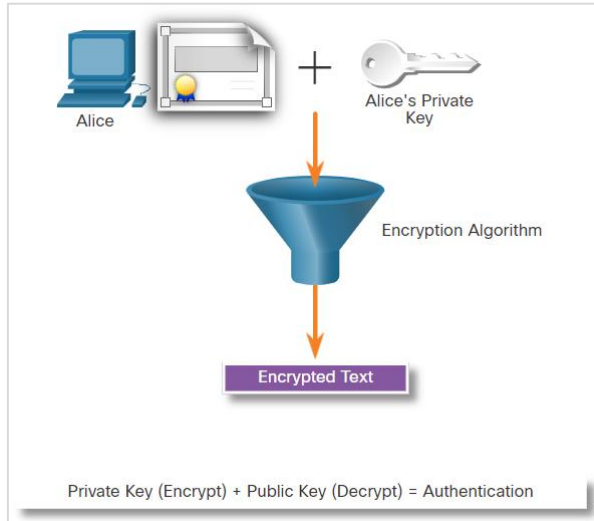 Alice
Alice's Private
Key
Encryption Algorithm
Encrypted Text
Private Key (Encrypt) + Public Key (Decrypt) = Authentication